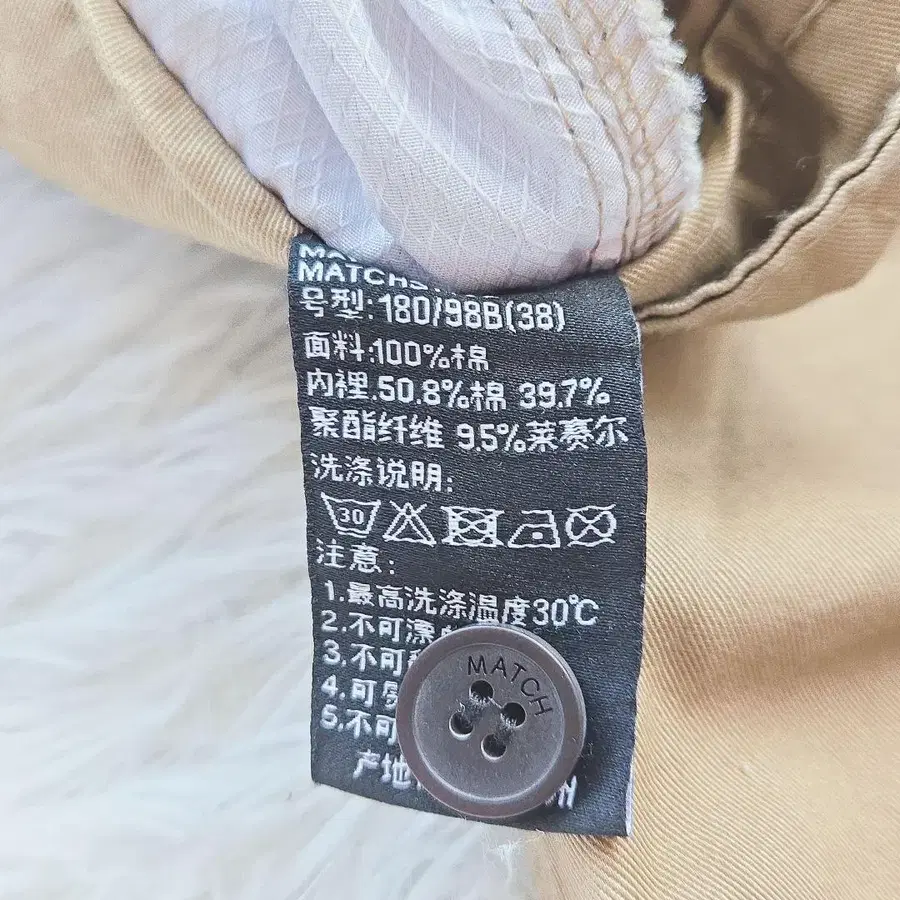 号型:180/98B(38)
面料:100%棉
内裡.50.8%棉 39.7%
聚酯纤维 9.5%莱赛尔
洗涤说明:
30
注意:
1.最高洗涤温度30℃
2.不可漂
3.不可
4.可
5.不可
产地
MATCH